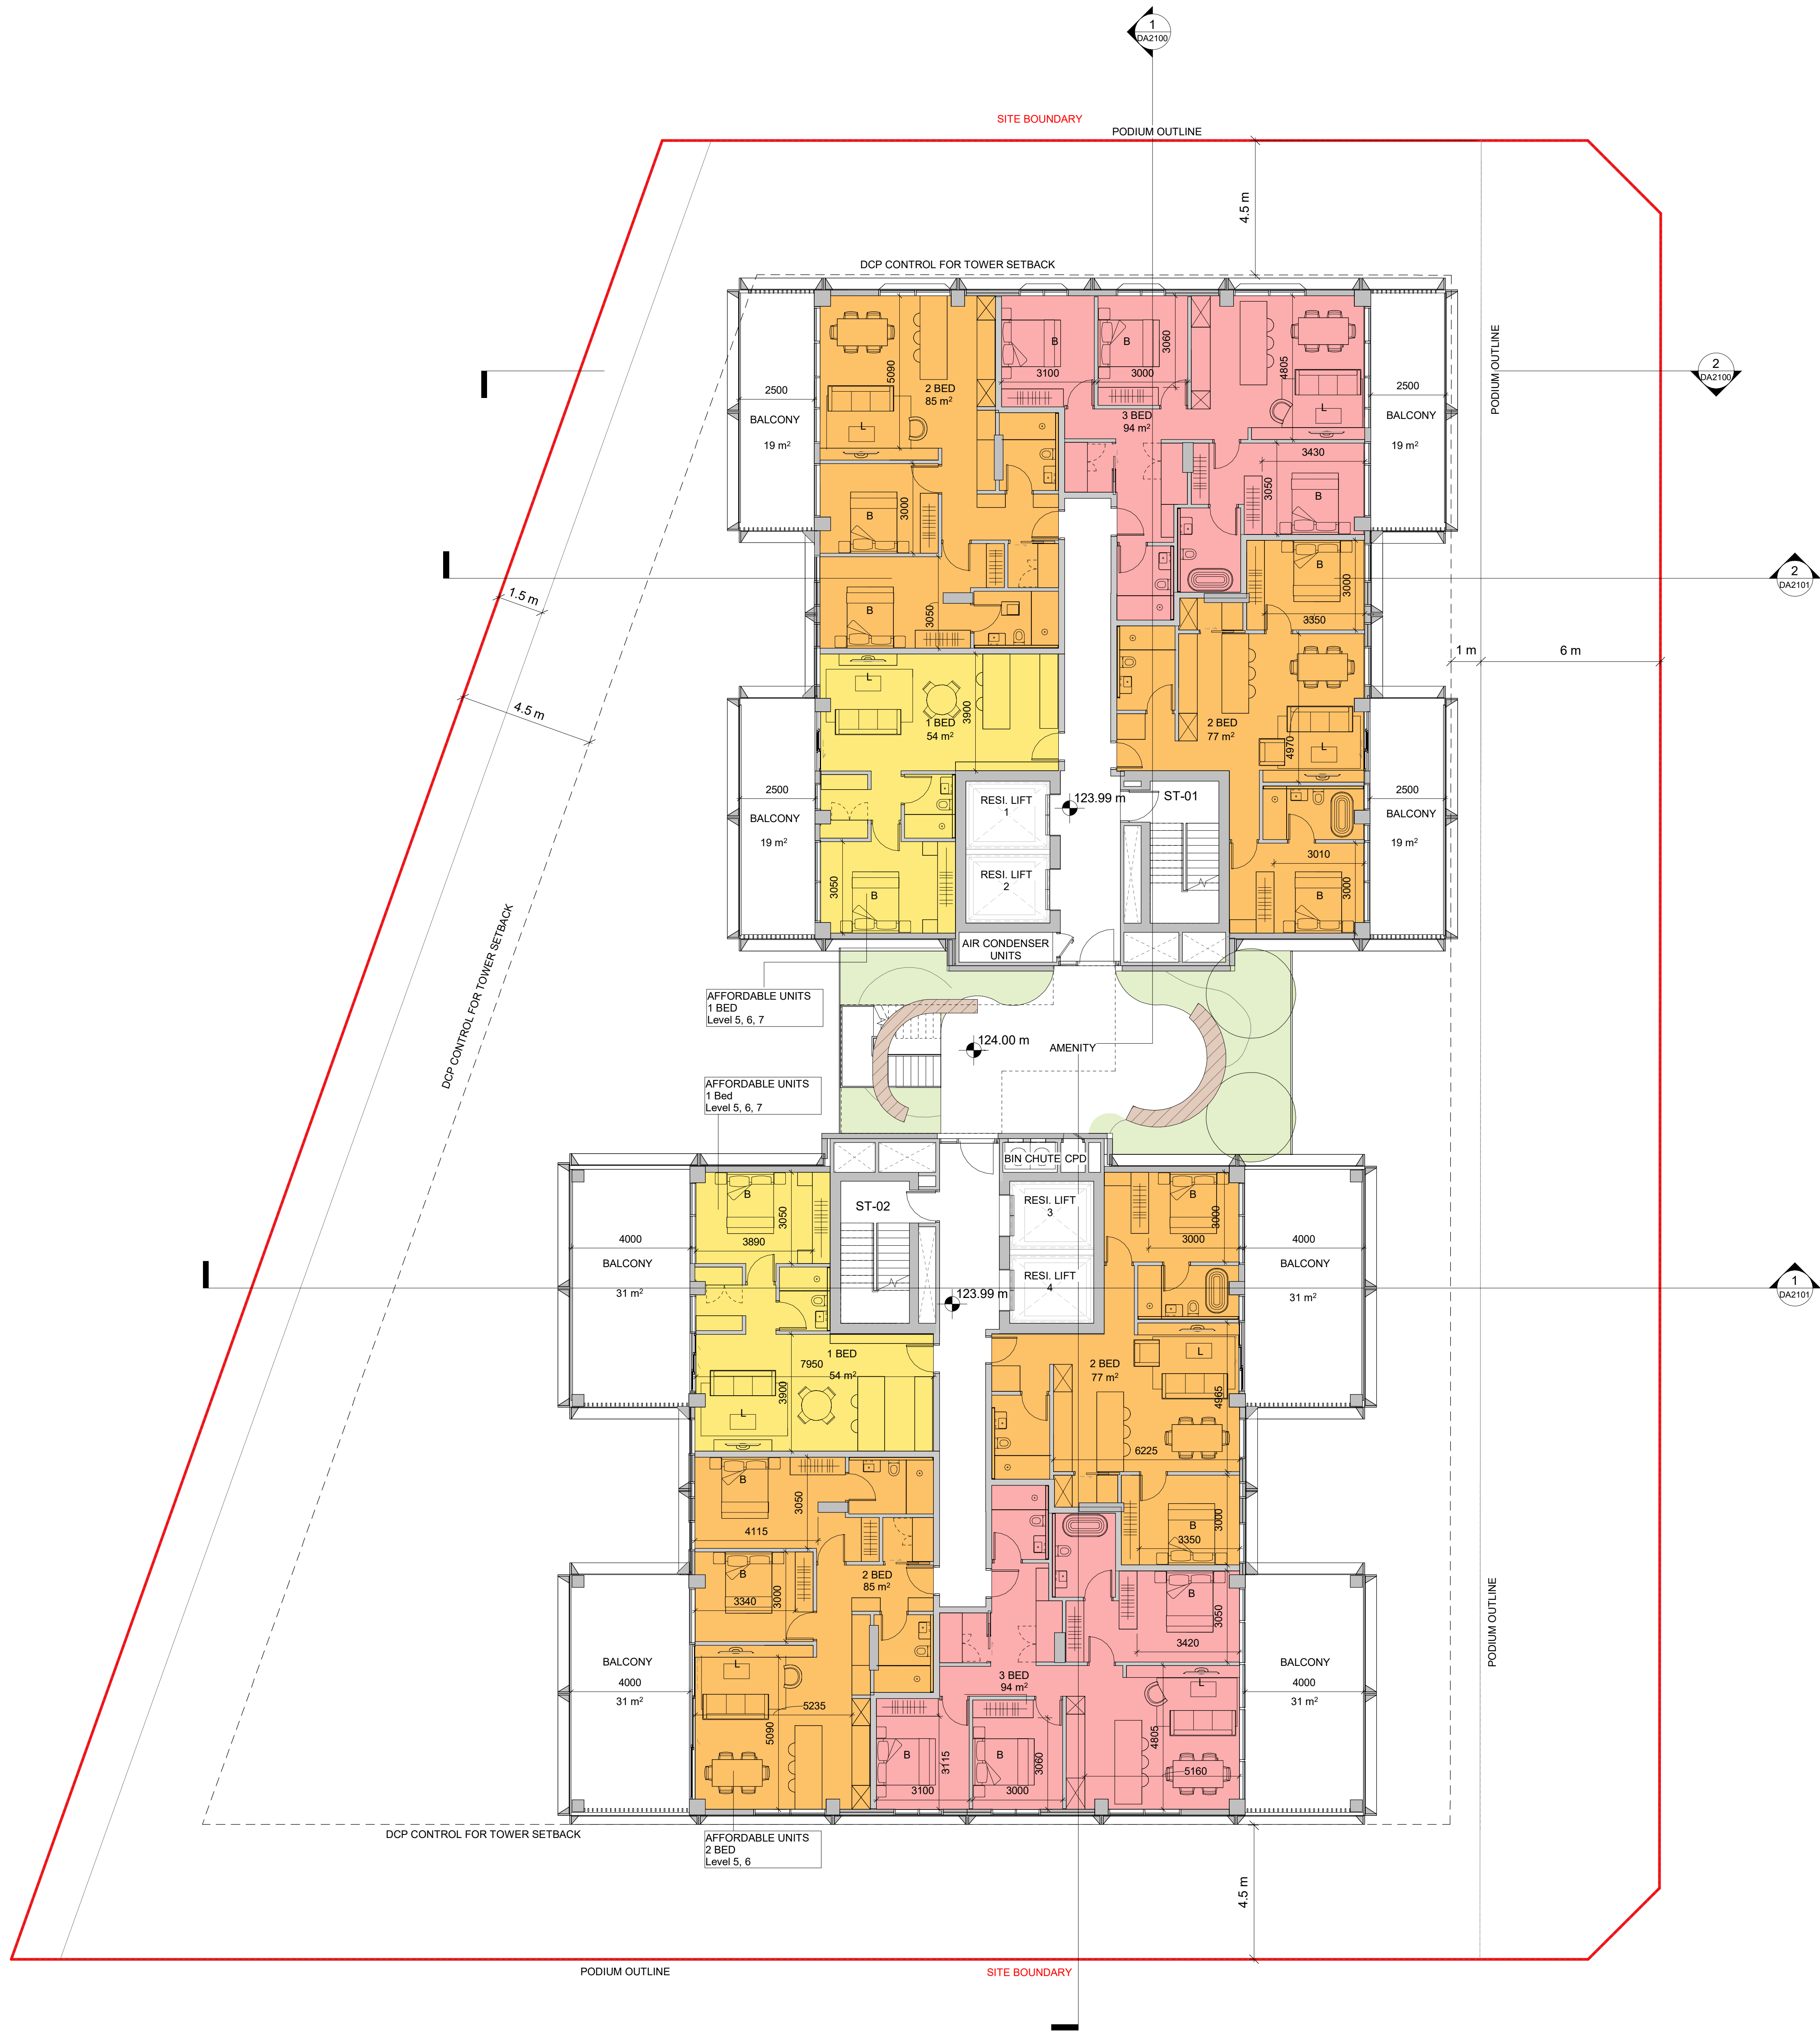 1
DA2100
SITE BOUNDARY
PODIUM OUTLINE
4.5 m
DCP CONTROL FOR TOWER SETBACK
PODIUM OUTLINE
2
DA2100
2500
BALCONY
19 m²
5090
2 BED
85 m²
L
B
3100
B
3000
3060
3 BED
94 m²
4805
L
2500
BALCONY
19 m²
3430
3050
B
B
3000
B
3050
B
3000
3350
2
DA2101
1.5 m
4.5 m
1 m
6 m
L
1 BED
54 m²
3900
2 BED
77 m²
4970
L
2500
BALCONY
19 m²
RESI. LIFT
1
123.99 m
ST-01
2500
BALCONY
19 m²
3050
B
RESI. LIFT
2
3010
B
3000
AIR CONDENSER
UNITS
DCP CONTROL FOR TOWER SETBACK
AFFORDABLE UNITS
1 BED
Level 5, 6, 7
124.00 m
AMENITY
AFFORDABLE UNITS
1 Bed
Level 5, 6, 7
BIN CHUTE
CPD
4000
BALCONY
31 m²
B
3050
3890
ST-02
RESI. LIFT
3
B
3000
3000
4000
BALCONY
31 m²
RESI. LIFT
4
123.99 m
1
DA2101
1 BED
7950
54 m²
3900
L
2 BED
77 m²
L
4965
6225
B
3050
4115
B
3000
3350
B
3340
3000
2 BED
85 m²
B
3050
3420
PODIUM OUTLINE
BALCONY
4000
31 m²
L
5235
5090
3 BED
94 m²
L
4805
5160
BALCONY
4000
31 m²
B
3115
3100
B
3060
3000
DCP CONTROL FOR TOWER SETBACK
AFFORDABLE UNITS
2 BED
Level 5, 6
4.5 m
PODIUM OUTLINE
SITE BOUNDARY